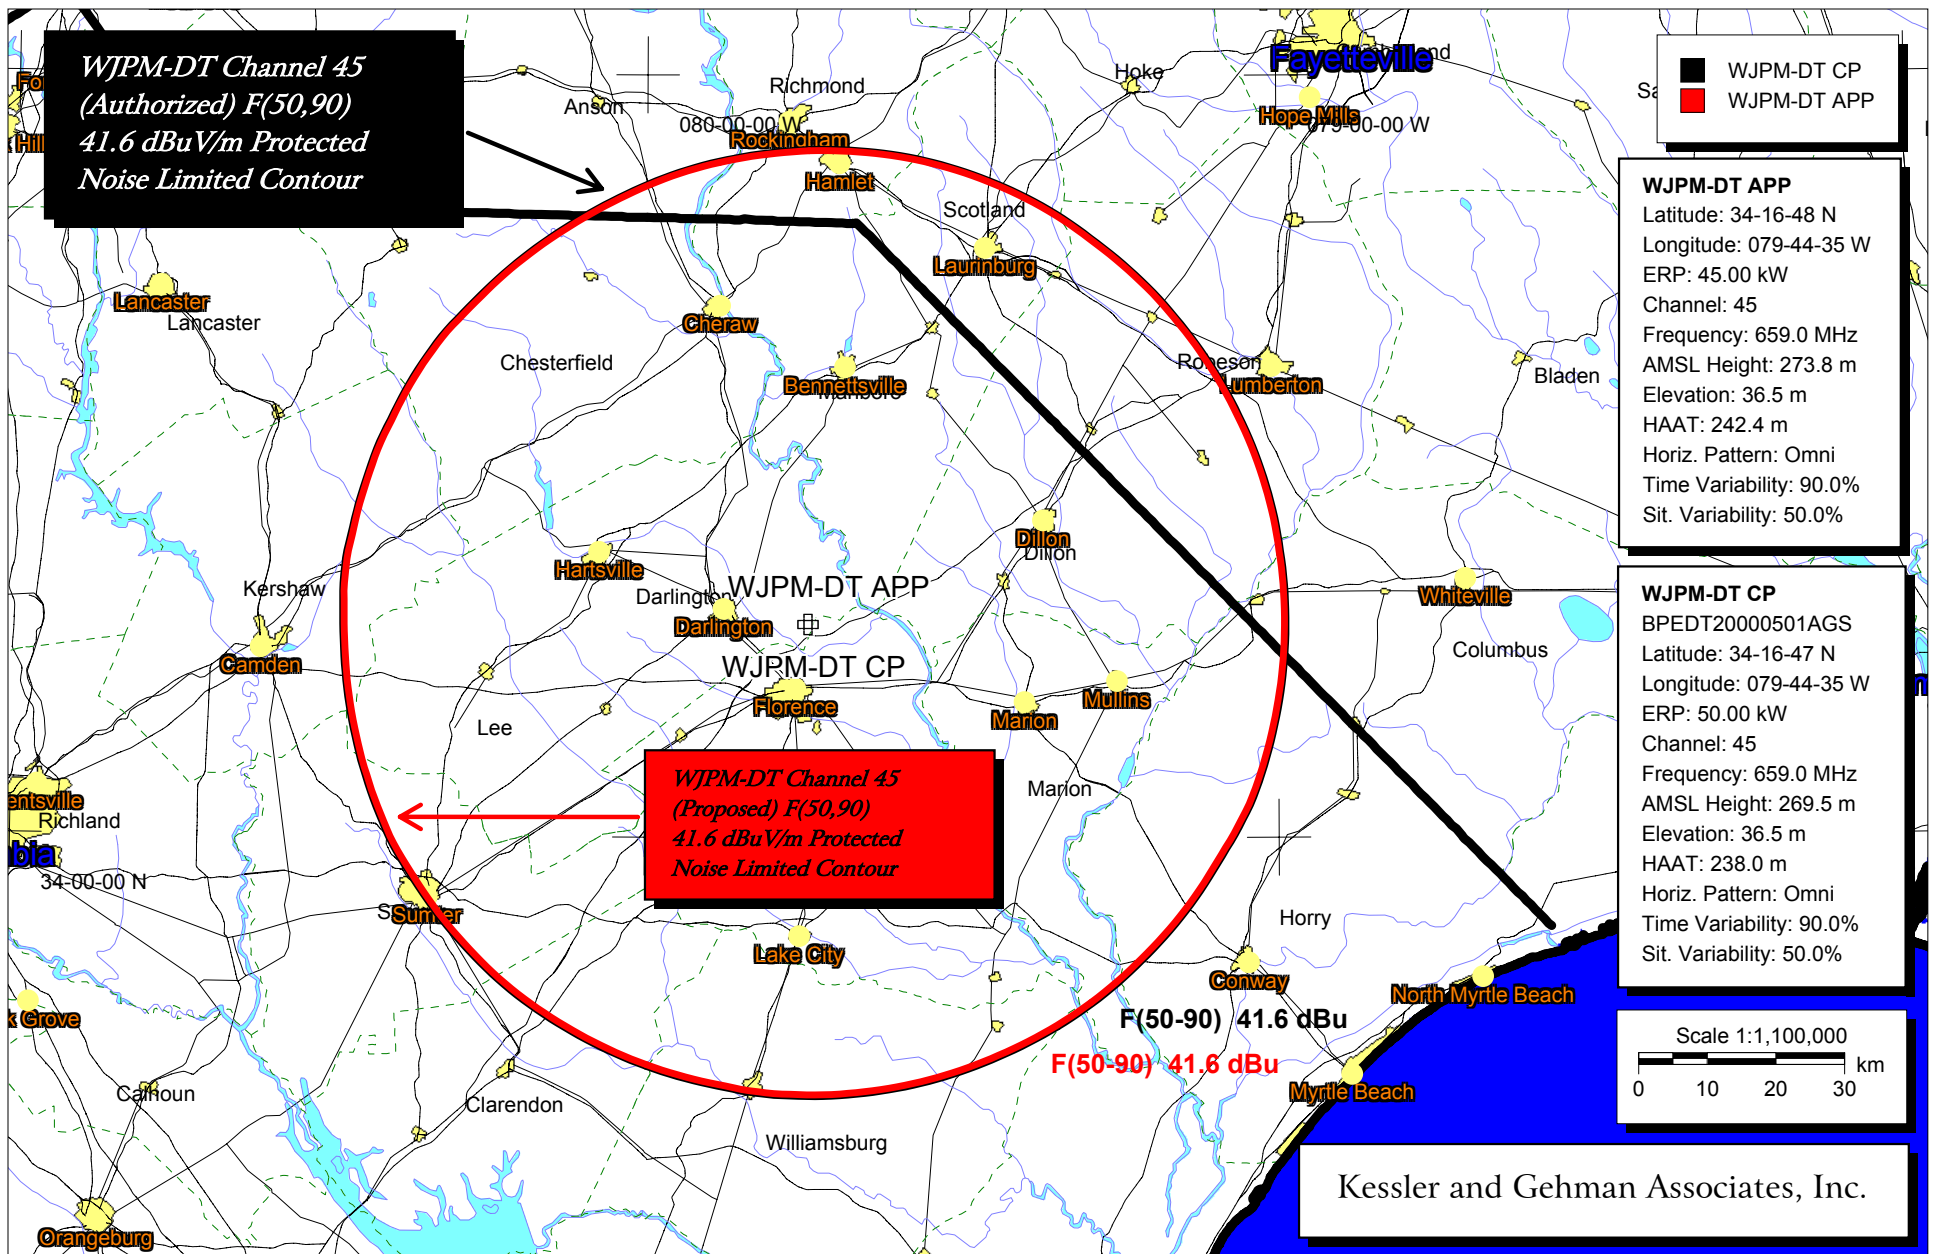 WJPM-DT Channel 45
(Authorized) F(50,90)
41.6 dBuV/m Protected
Noise Limited Contour
WJPM-DT CP
WJPM-DT APP
WJPM-DT APP
Latitude: 34-16-48 N
Longitude: 079-44-35 W
ERP: 45.00 kW
Channel: 45
Frequency: 659.0 MHz
AMSL Height: 273.8 m
Elevation: 36.5 m
HAAT: 242.4 m
Horiz. Pattern: Omni
Time Variability: 90.0%
Sit. Variability: 50.0%
WJPM-DT CP
BPEDT20000501AGS
Latitude: 34-16-47 N
Longitude: 079-44-35 W
ERP: 50.00 kW
Channel: 45
Frequency: 659.0 MHz
AMSL Height: 269.5 m
Elevation: 36.5 m
HAAT: 238.0 m
Horiz. Pattern: Omni
Time Variability: 90.0%
Sit. Variability: 50.0%
Scale 1:1,100,000
km
0 10 20 30
Kessler and Gehman Associates, Inc.
Fayetteville
Hoke
Richmond
Anson
080-00-00 W
Rockingham
Hope Mills
079-00-00 W
Hamlet
Scotland
Laurinburg
Lancaster
Lancaster
Cheraw
Chesterfield
Bennettsville
Robeson
Lumberton
Bladen
Dillon
Dillon
Hartsville
Kershaw
Darlington
WJPM-DT APP
Darlington
Whiteville
Columbus
Camden
WJPM-DT CP
Florence
Marion
Mullins
Lee
WJPM-DT Channel 45
(Proposed) F(50,90)
41.6 dBuV/m Protected
Noise Limited Contour
Marion
entsville
Richland
bia
34-00-00 N
Sumter
Horry
Lake City
Conway
North Myrtle Beach
k Grove
F(50-90) 41.6 dBu
F(50-90) 41.6 dBu
Myrtle Beach
Calhoun
Clarendon
Williamsburg
Orangeburg